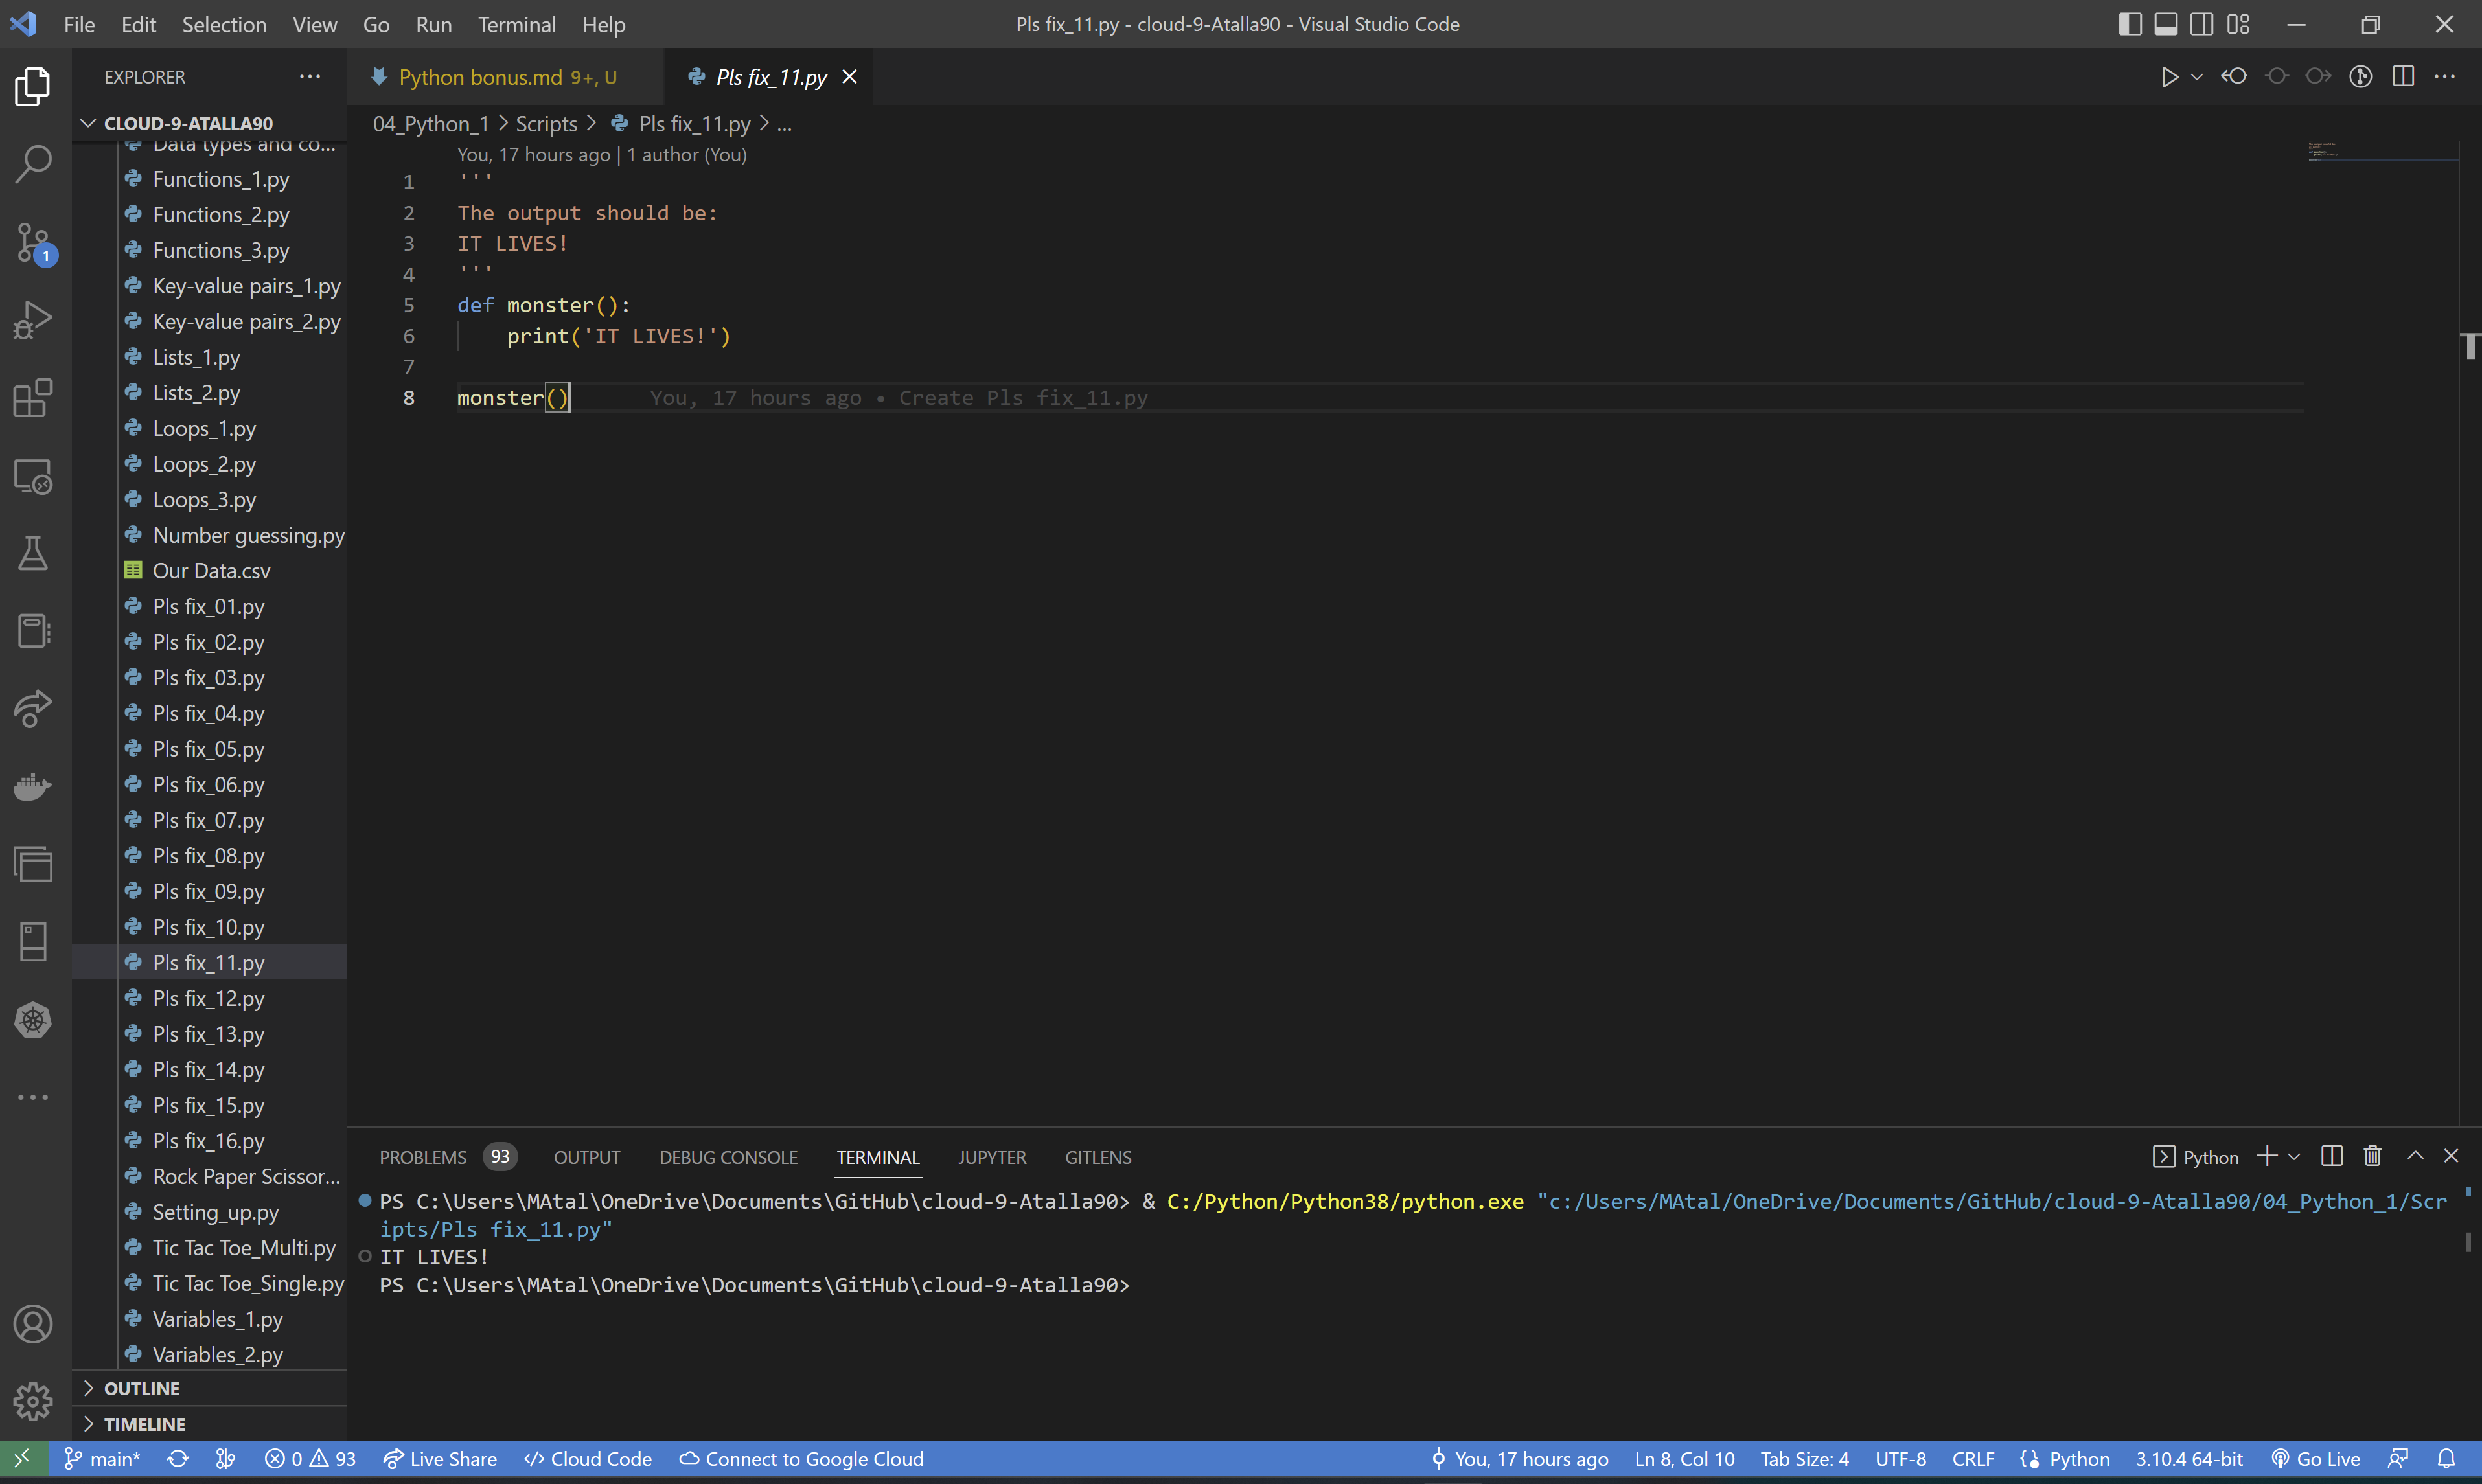 File Edit Selection View Go Run Terminal Help
Pls fix_11.py - cloud-9-Atalla90 - Visual Studio Code
EXPLORER
CLOUD-9-ATALLA90
Data types and co...
Functions_1.py
Functions_2.py
Functions_3.py
Key-value pairs_1.py
Key-value pairs_2.py
Lists_1.py
Lists_2.py
Loops_1.py
Loops_2.py
Loops_3.py
Number guessing.py
Our Data.csv
Pls fix_01.py
Pls fix_02.py
Pls fix_03.py
Pls fix_04.py
Pls fix_05.py
Pls fix_06.py
Pls fix_07.py
Pls fix_08.py
Pls fix_09.py
Pls fix_10.py
Pls fix_11.py
Pls fix_12.py
Pls fix_13.py
Pls fix_14.py
Pls fix_15.py
Pls fix_16.py
Rock Paper Scissor...
Setting_up.py
Tic Tac Toe_Multi.py
Tic Tac Toe_Single.py
Variables_1.py
Variables_2.py
OUTLINE
TIMELINE
1
Python bonus.md 9+, U
Pls fix_11.py
04_Python_1 > Scripts > Pls fix_11.py > ...
You, 17 hours ago | 1 author (You)
1 '''
2 The output should be:
3 IT LIVES!
4 '''
5 def monster():
6 print('IT LIVES!')
7
8 monster() You, 17 hours ago • Create Pls fix_11.py
PROBLEMS 93 OUTPUT DEBUG CONSOLE TERMINAL JUPYTER GITLENS
Python
PS C:\Users\MAtal\OneDrive\Documents\GitHub\cloud-9-Atalla90> & C:/Python/Python38/python.exe "c:/Users/MAtal/OneDrive/Documents/GitHub/cloud-9-Atalla90/04_Python_1/Scr
ipts/Pls fix_11.py"
IT LIVES!
PS C:\Users\MAtal\OneDrive\Documents\GitHub\cloud-9-Atalla90>
main* 0 93 Live Share Cloud Code Connect to Google Cloud
You, 17 hours ago Ln 8, Col 10 Tab Size: 4 UTF-8 CRLF Python 3.10.4 64-bit Go Live